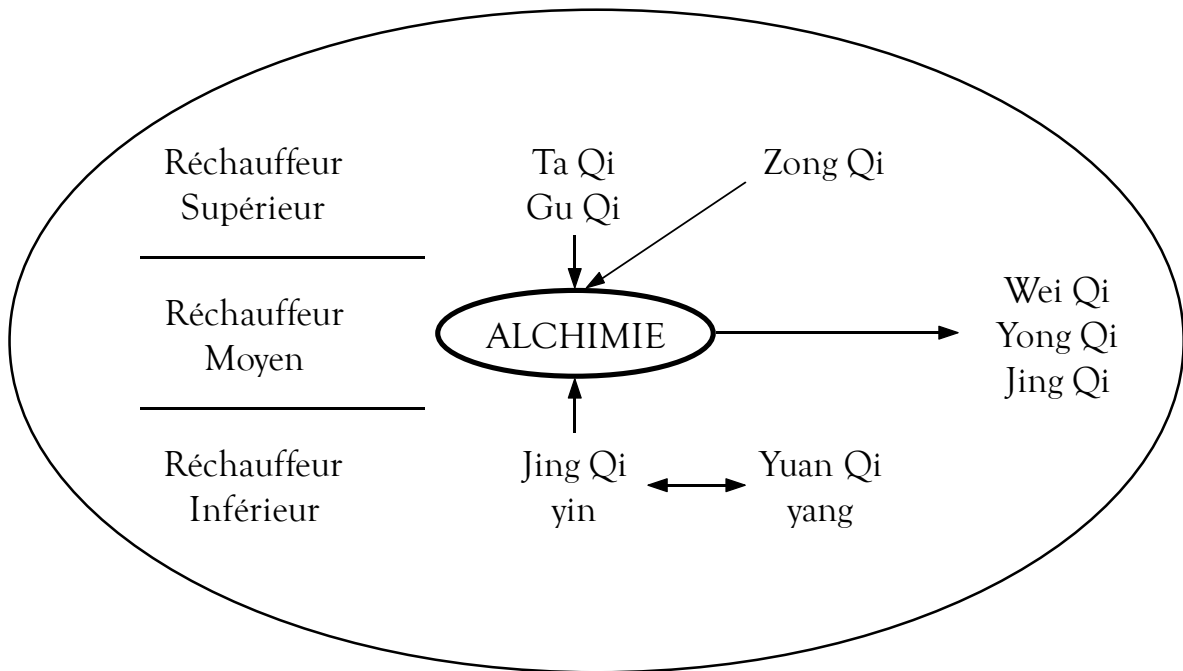 Réchauffeur
Supérieur
Ta Qi
Gu Qi
Zong Qi
Réchauffeur
Moyen
ALCHIMIE
Wei Qi
Yong Qi
Jing Qi
Réchauffeur
Inférieur
Jing Qi
yin
Yuan Qi
yang